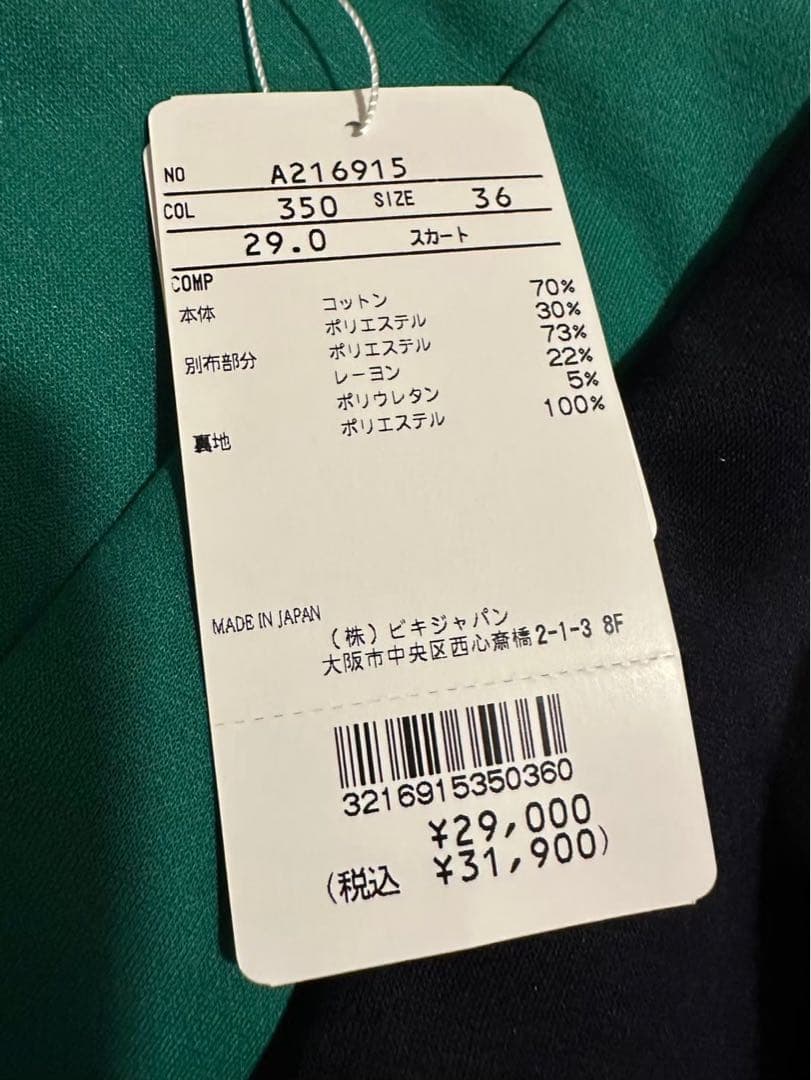 NO A216915
COL 350 SIZE 36
29.0 スカート
COMP
本体 コットン 70%
ポリエステル 30%
別布部分 ポリエステル 73%
レーヨン 22%
ポリウレタン 5%
裏地 ポリエステル 100%
MADE IN JAPAN
(株)ビキジャパン
大阪市中央区西心斎橋2-1-3 8F
3216915350360
¥29,000
(税込 ¥31,900)